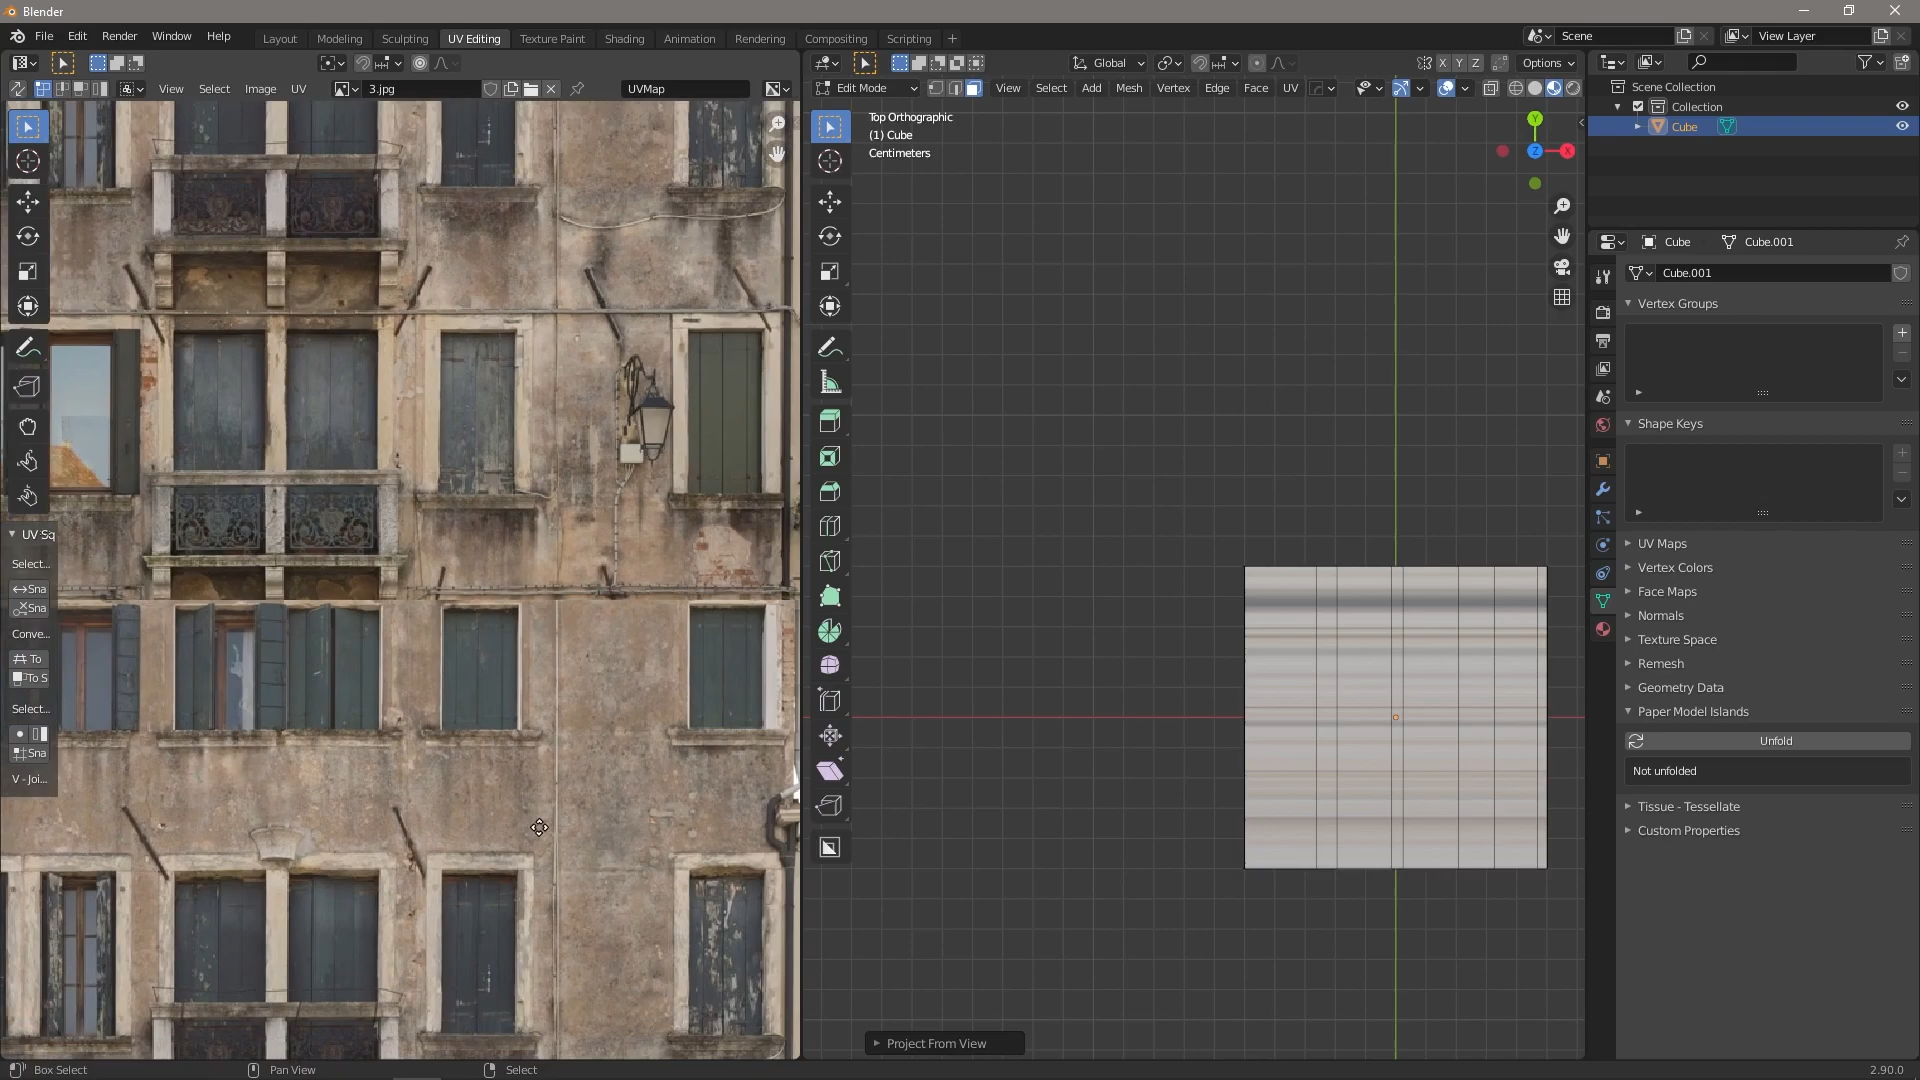 Blender
File Edit Render Window Help
Layout Modeling Sculpting UV Editing Texture Paint Shading Animation Rendering Compositing Scripting +
Scene
View Layer
Global
X Y Z
Options
View Select Image UV
3.jpg
UVMap
Edit Mode
View Select Add Mesh Vertex Edge Face UV
Scene Collection
Collection
Cube
Top Orthographic
(1) Cube
Centimeters
Y
Z
X
Cube Cube.001
Cube.001
Vertex Groups
Shape Keys
UV Sq
Select...
Sna
Sna
Conve...
To
To S
Select...
Sna
V - Joi...
UV Maps
Vertex Colors
Face Maps
Normals
Texture Space
Remesh
Geometry Data
Paper Model Islands
Unfold
Not unfolded
Tissue - Tessellate
Custom Properties
Project From View
Box Select
Pan View
Select
2.90.0